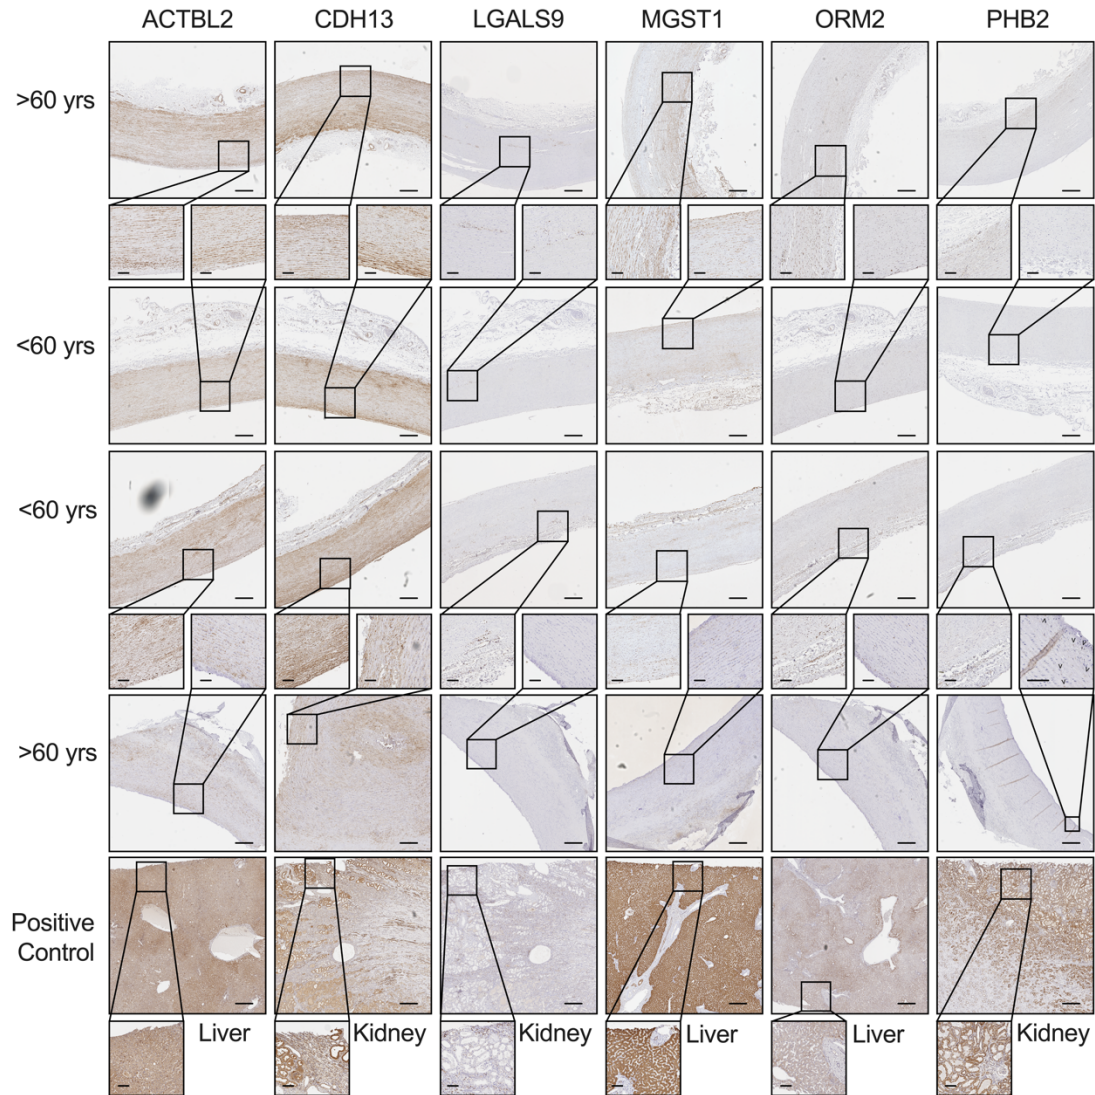 ACTBL2 CDH13 LGALS9 MGST1 ORM2 PHB2
>60 yrs
<60 yrs
<60 yrs
>60 yrs
Positive
Control
Liver Kidney Kidney Liver Liver Kidney